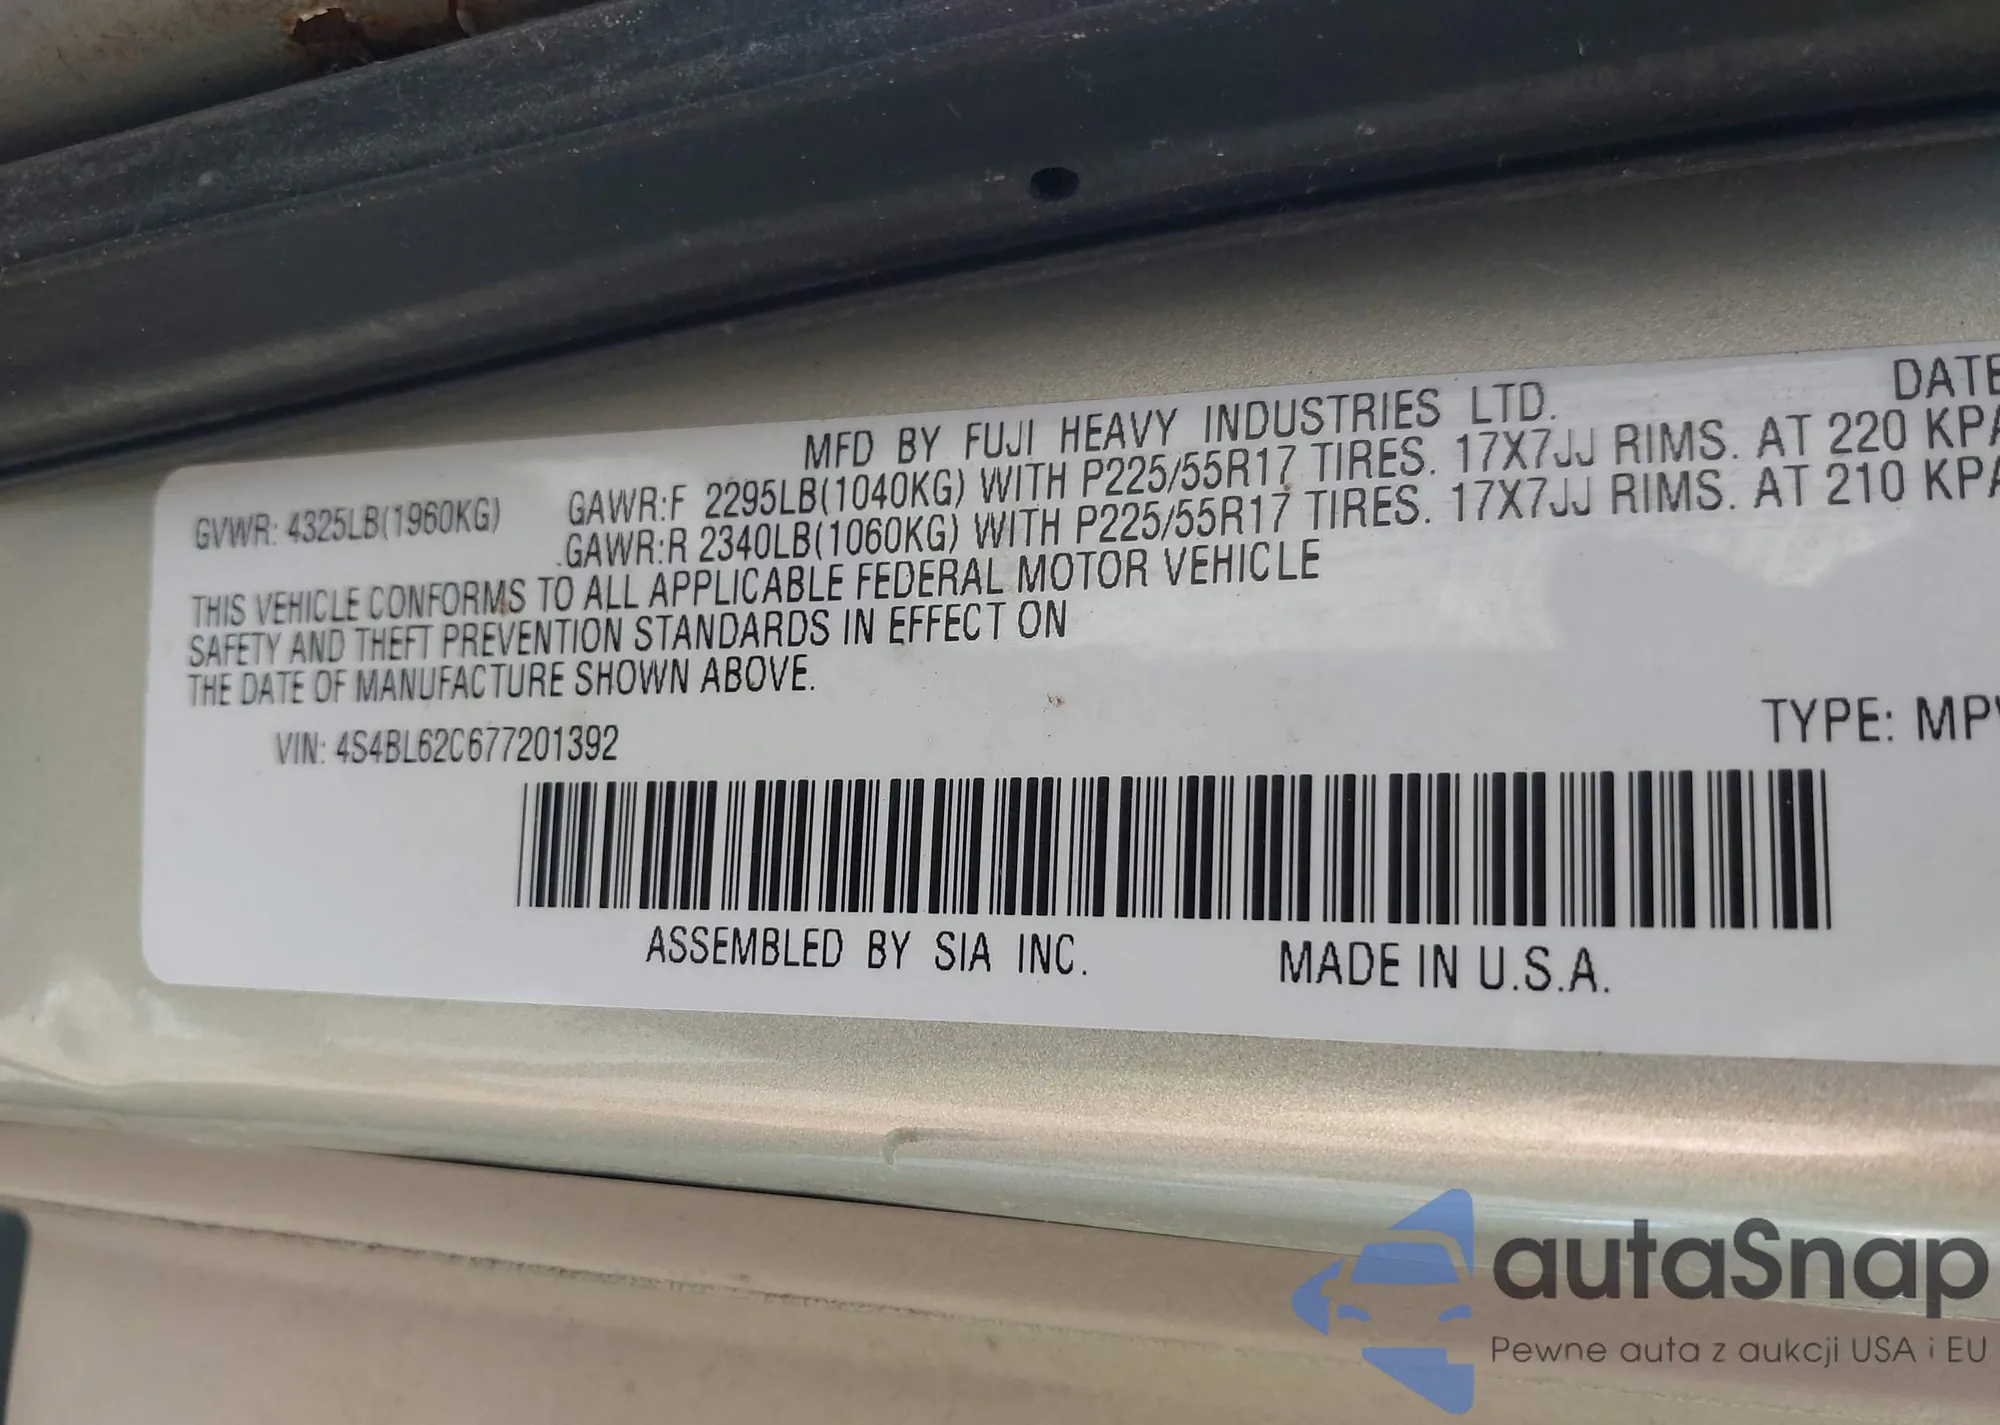 MFD BY FUJI HEAVY INDUSTRIES LTD. DATE
GVWR: 4325LB(1960KG) GAWR:F 2295LB(1040KG) WITH P225/55R17 TIRES. 17X7JJ RIMS. AT 220 KPA
.GAWR:R 2340LB(1060KG) WITH P225/55R17 TIRES. 17X7JJ RIMS. AT 210 KPA
THIS VEHICLE CONFORMS TO ALL APPLICABLE FEDERAL MOTOR VEHICLE
SAFETY AND THEFT PREVENTION STANDARDS IN EFFECT ON
THE DATE OF MANUFACTURE SHOWN ABOVE.
VIN: 4S4BL62C677201392 TYPE: MPV
ASSEMBLED BY SIA INC. MADE IN U.S.A.
autaSnap
Pewne auta z aukcji USA i EU